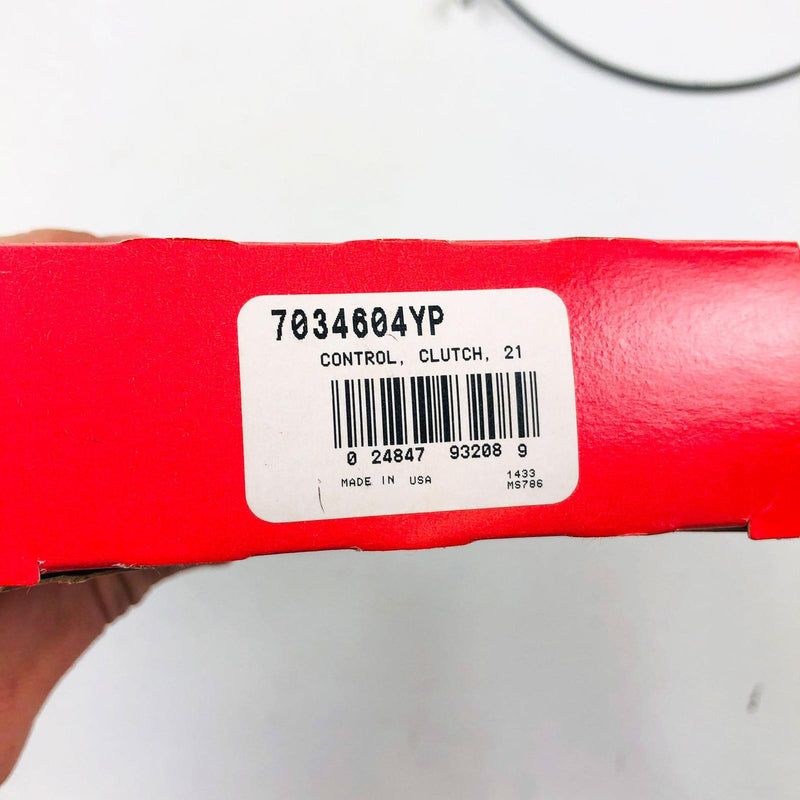 7034604YP
CONTROL, CLUTCH, 21
0 24847 93208 9
MADE IN USA
1433
MS786